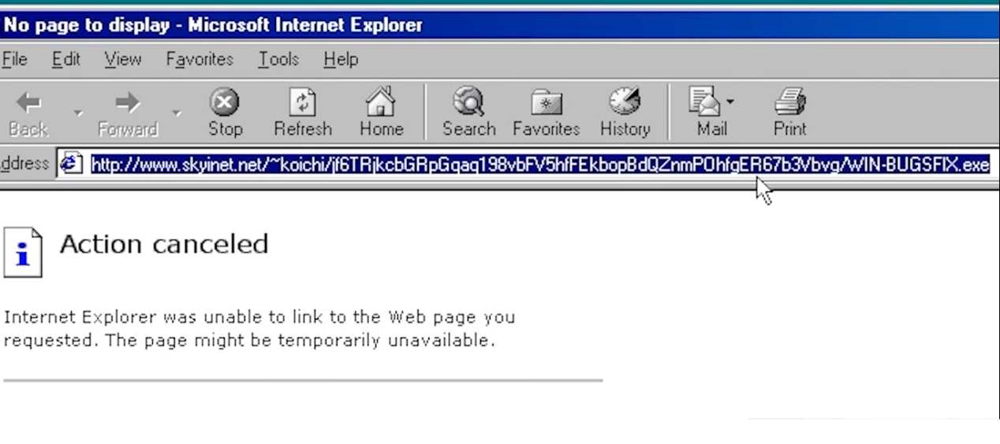 No page to display - Microsoft Internet Explorer
File Edit View Favorites Tools Help
Back Forward Stop Refresh Home Search Favorites History Mail Print
ddress http://www.skyinet.net/~koichi/jf6TRjkcbGRpGqaq198vbFV5hfFEkbopBdQZnmPOhfgER67b3Vbvg/WIN-BUGSFIX.exe
Action canceled
Internet Explorer was unable to link to the Web page you
requested. The page might be temporarily unavailable.